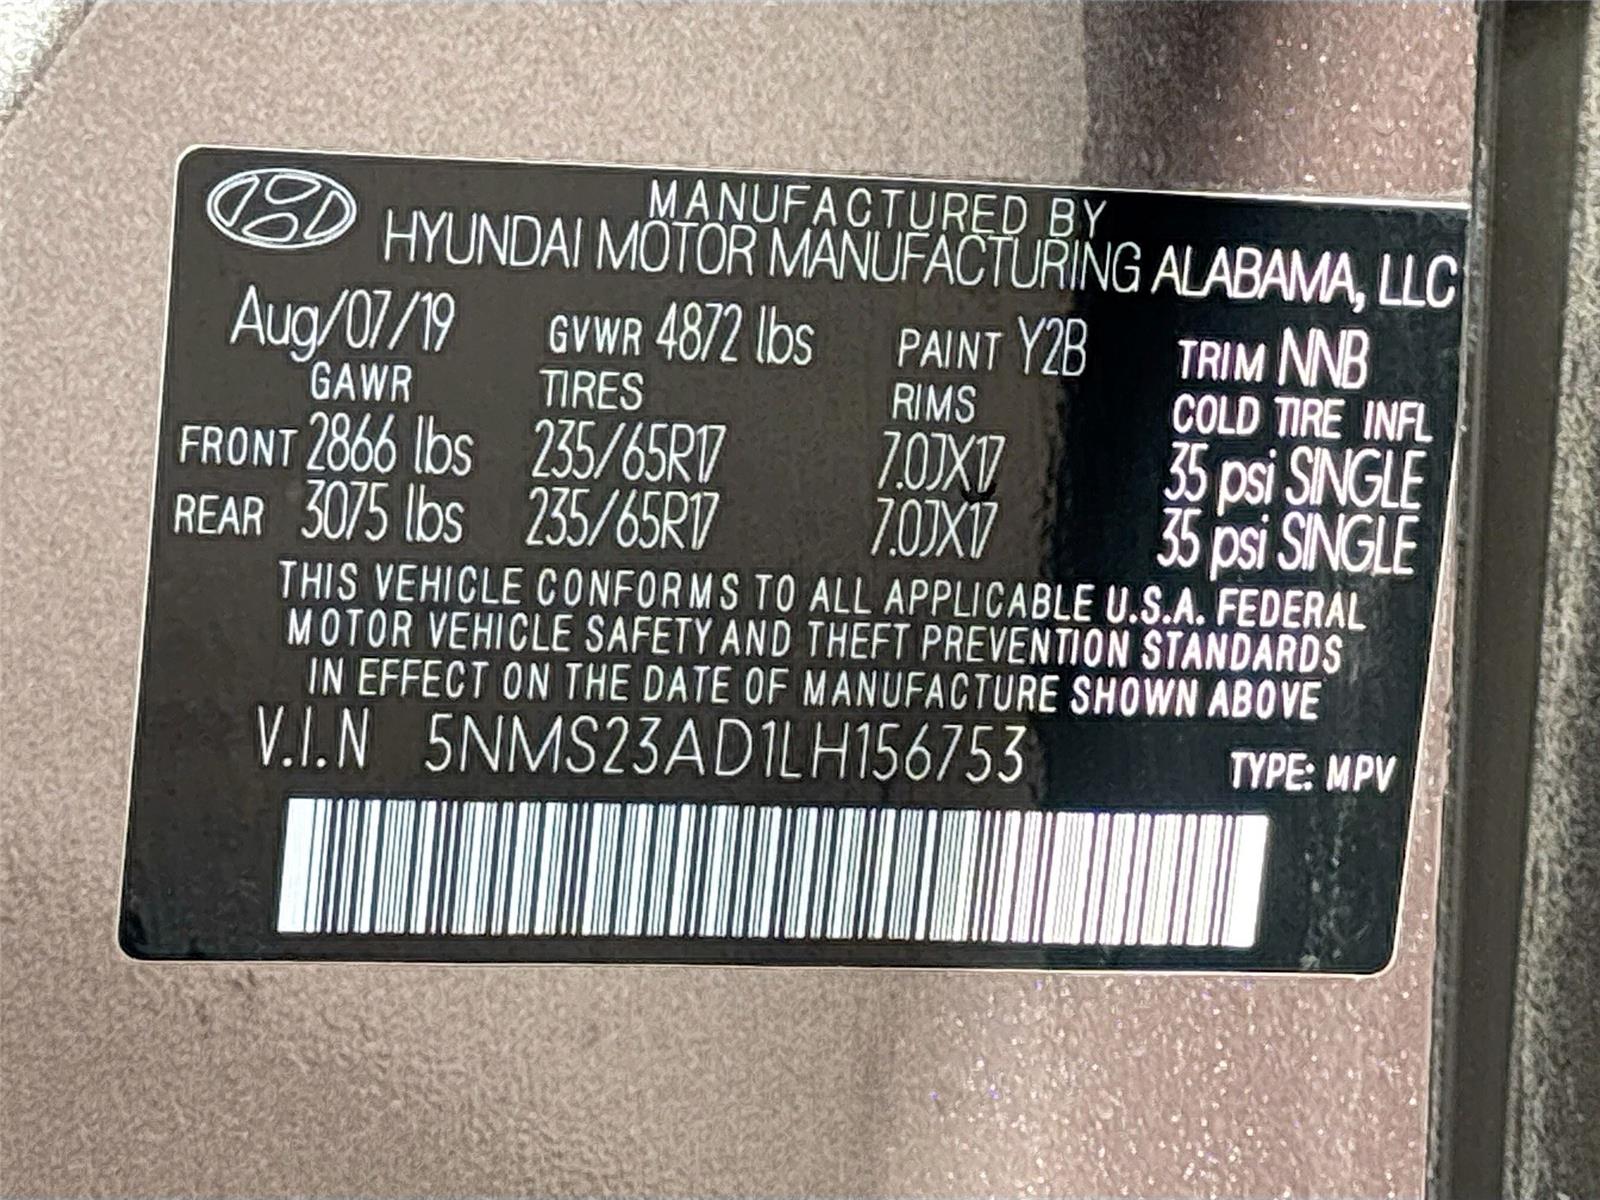 MANUFACTURED BY
HYUNDAI MOTOR MANUFACTURING ALABAMA, LLC
Aug/07/19 GVWR 4872 lbs PAINT Y2B TRIM NNB
GAWR TIRES RIMS COLD TIRE INFL
FRONT 2866 lbs 235/65R17 7.0JX17 35 psi SINGLE
REAR 3075 lbs 235/65R17 7.0JX17 35 psi SINGLE
THIS VEHICLE CONFORMS TO ALL APPLICABLE U.S.A. FEDERAL
MOTOR VEHICLE SAFETY AND THEFT PREVENTION STANDARDS
IN EFFECT ON THE DATE OF MANUFACTURE SHOWN ABOVE
V.I.N 5NMS23AD1LH156753 TYPE: MPV